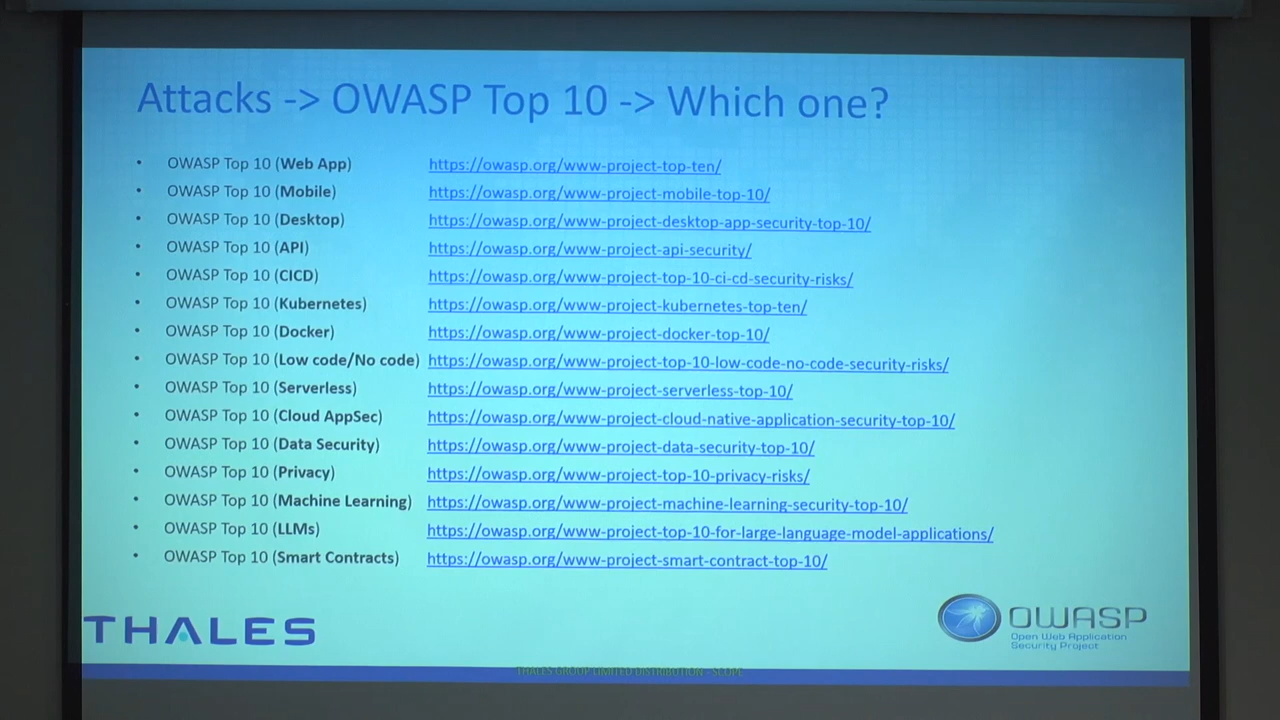 Attacks -> OWASP Top 10 -> Which one?
• OWASP Top 10 (Web App) https://owasp.org/www-project-top-ten/
• OWASP Top 10 (Mobile) https://owasp.org/www-project-mobile-top-10/
• OWASP Top 10 (Desktop) https://owasp.org/www-project-desktop-app-security-top-10/
• OWASP Top 10 (API) https://owasp.org/www-project-api-security/
• OWASP Top 10 (CICD) https://owasp.org/www-project-top-10-ci-cd-security-risks/
• OWASP Top 10 (Kubernetes) https://owasp.org/www-project-kubernetes-top-ten/
• OWASP Top 10 (Docker) https://owasp.org/www-project-docker-top-10/
• OWASP Top 10 (Low code/No code) https://owasp.org/www-project-top-10-low-code-no-code-security-risks/
• OWASP Top 10 (Serverless) https://owasp.org/www-project-serverless-top-10/
• OWASP Top 10 (Cloud AppSec) https://owasp.org/www-project-cloud-native-application-security-top-10/
• OWASP Top 10 (Data Security) https://owasp.org/www-project-data-security-top-10/
• OWASP Top 10 (Privacy) https://owasp.org/www-project-top-10-privacy-risks/
• OWASP Top 10 (Machine Learning) https://owasp.org/www-project-machine-learning-security-top-10/
• OWASP Top 10 (LLMs) https://owasp.org/www-project-top-10-for-large-language-model-applications/
• OWASP Top 10 (Smart Contracts) https://owasp.org/www-project-smart-contract-top-10/
THALES
OWASP
Open Web Application
Security Project
THALES GROUP LIMITED DISTRIBUTION - SCOPE